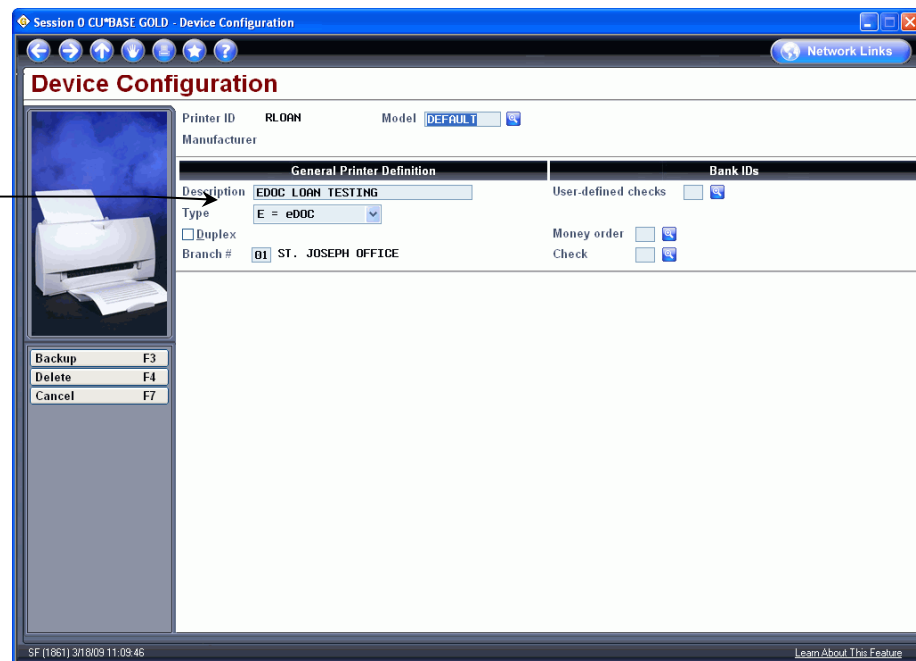 Session 0 CU*BASE GOLD - Device Configuration
Network Links
Device Configuration
Printer ID RLOAN Model DEFAULT
Manufacturer
General Printer Definition Bank IDs
Description EDOC LOAN TESTING User-defined checks
Type E = eDOC
Duplex Money order
Branch # 01 ST. JOSEPH OFFICE Check
Backup F3
Delete F4
Cancel F7
SF (1861) 3/18/09 11:09:46 Learn About This Feature